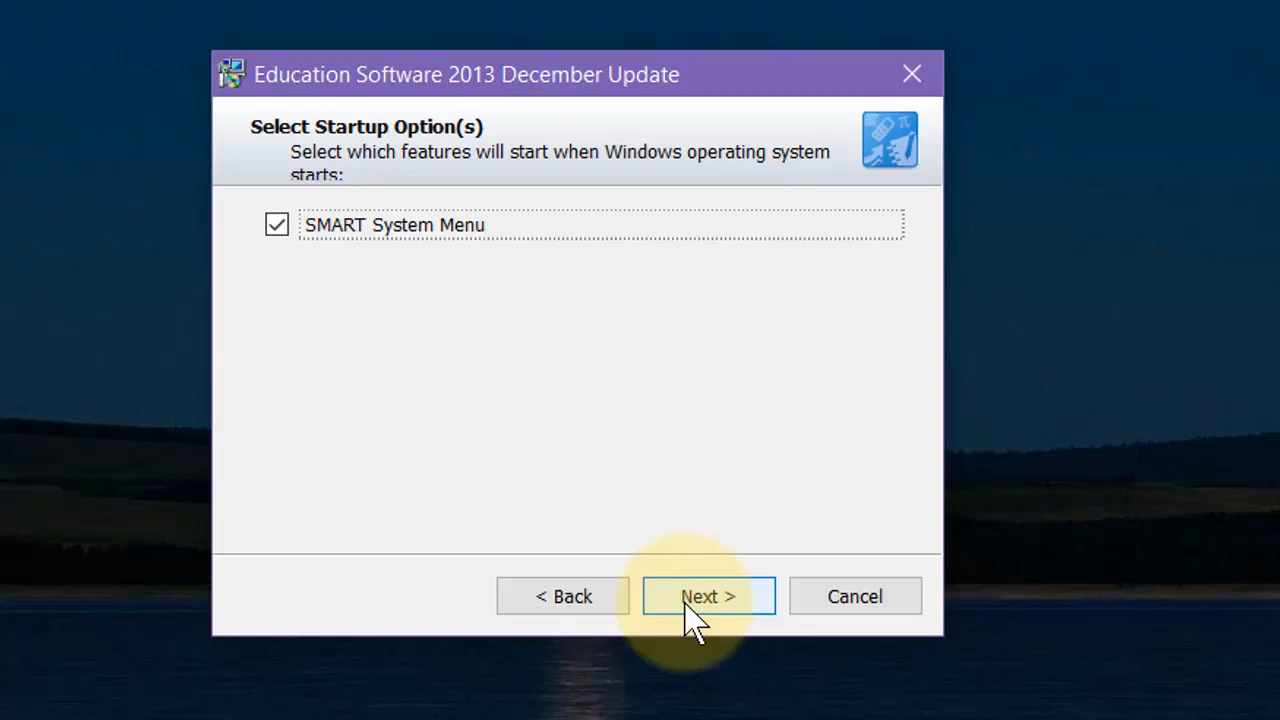 Education Software 2013 December Update
Select Startup Option(s)
Select which features will start when Windows operating system
starts:
SMART System Menu
< Back
Next >
Cancel